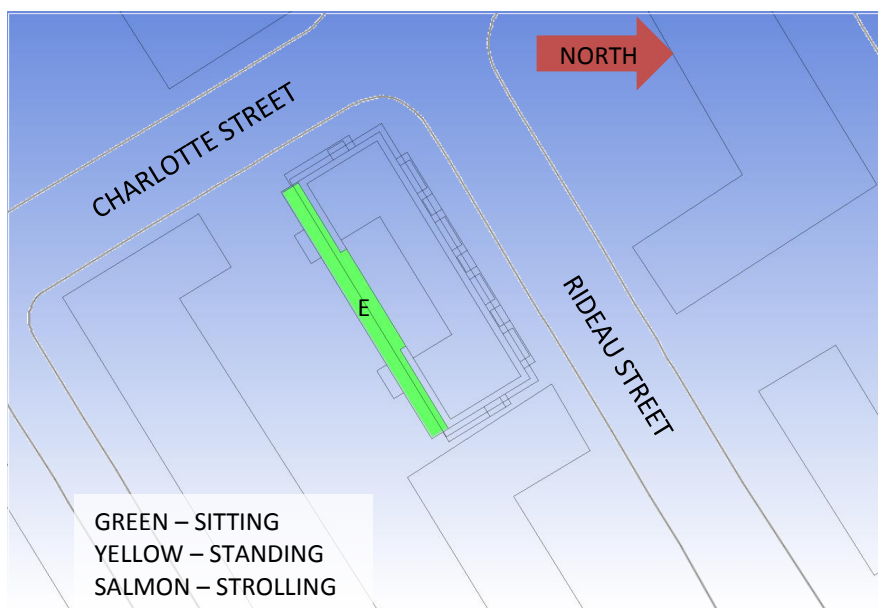 NORTH
CHARLOTTE STREET
RIDEAU STREET
E
GREEN – SITTING
YELLOW – STANDING
SALMON – STROLLING